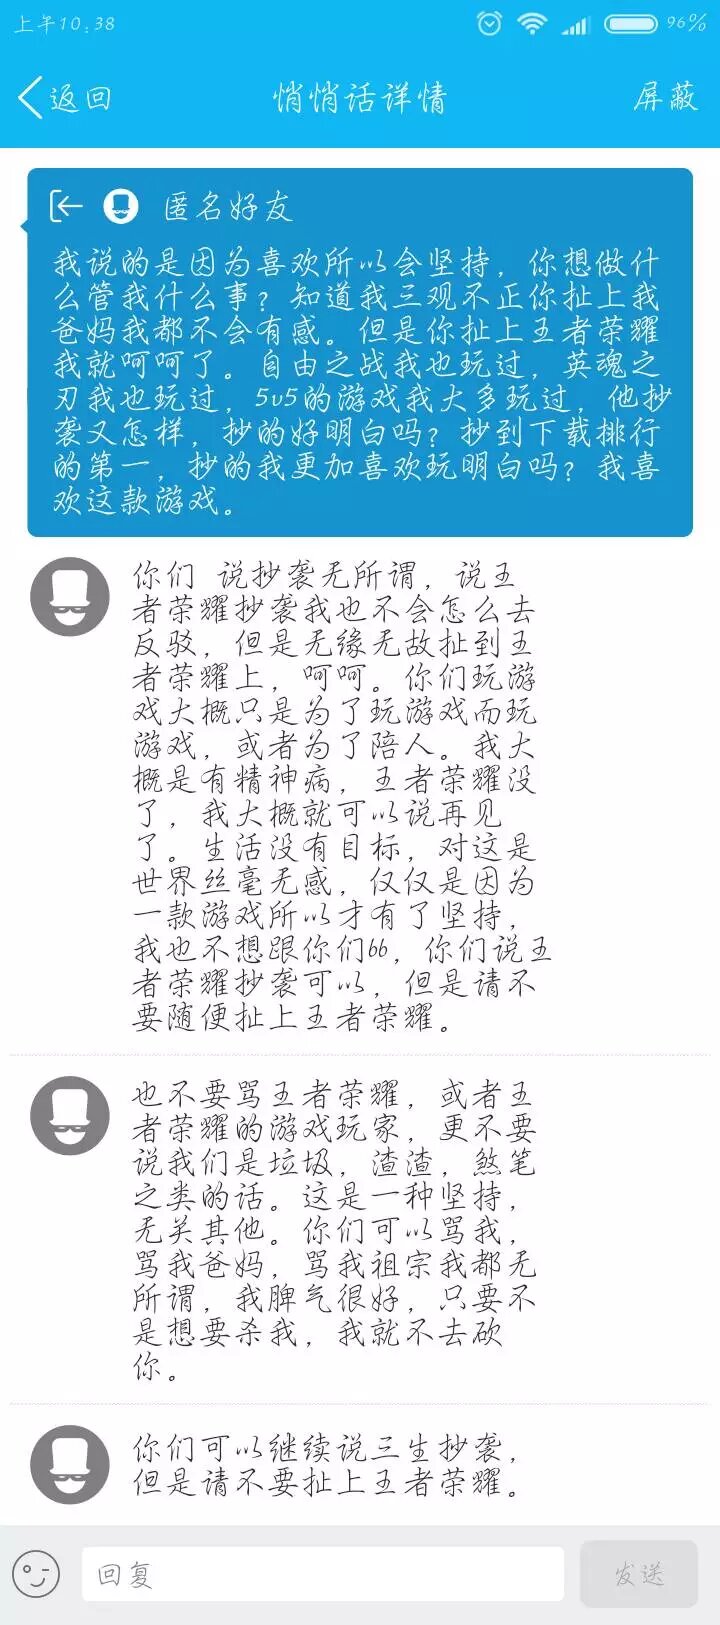 上午10:38
96%
返回
悄悄话详情
屏蔽
匿名好友
我说的是因为喜欢所以会坚持，你想做什
么管我什么事？知道我三观不正你扯上我
爸妈我都不会有感。但是你扯上王者荣耀
我就呵呵了。自由之战我也玩过，英魂之
刃我也玩过，5v5的游戏我大多玩过，他抄
袭又怎样，抄的好明白吗？抄到下载排行
的第一，抄的我更加喜欢玩明白吗？我喜
欢这款游戏。
你们 说抄袭无所谓，说王
者荣耀抄袭我也不会怎么去
反驳，但是无缘无故扯到王
者荣耀上，呵呵。你们玩游
戏大概只是为了玩游戏而玩
游戏，或者为了陪人。我大
概是有精神病，王者荣耀没
了，我大概就可以说再见
了。生活没有目标，对这是
世界丝毫无感，仅仅是因为
一款游戏所以才有了坚持，
我也不想跟你们bb，你们说王
者荣耀抄袭可以，但是请不
要随便扯上王者荣耀。
也不要骂王者荣耀，或者王
者荣耀的游戏玩家，更不要
说我们是垃圾，渣渣，煞笔
之类的话。这是一种坚持，
无关其他。你们可以骂我，
骂我爸妈，骂我祖宗我都无
所谓，我脾气很好，只要不
是想要杀我，我就不去砍
你。
你们可以继续说三生抄袭，
但是请不要扯上王者荣耀。
回复
发送